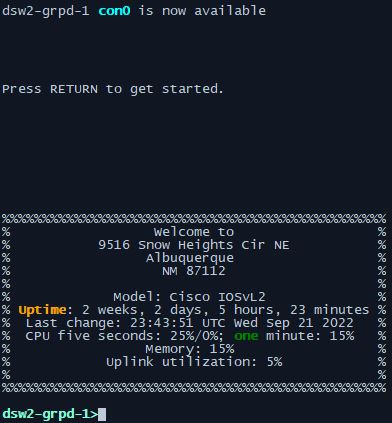 dsw2-grpd-1 con0 is now available
Press RETURN to get started.
%%%%%%%%%%%%%%%%%%%%%%%%%%%%%%%%%%%%%%%%%%%%%%%%
% Welcome to %
% 9516 Snow Heights Cir NE %
% Albuquerque %
% NM 87112 %
% %
% Model: Cisco IOSvL2 %
% Uptime: 2 weeks, 2 days, 5 hours, 23 minutes %
% Last change: 23:43:51 UTC Wed Sep 21 2022 %
% CPU five seconds: 25%/0%; one minute: 15% %
% Memory: 15% %
% Uplink utilization: 5% %
% %
%%%%%%%%%%%%%%%%%%%%%%%%%%%%%%%%%%%%%%%%%%%%%%%%
dsw2-grpd-1>